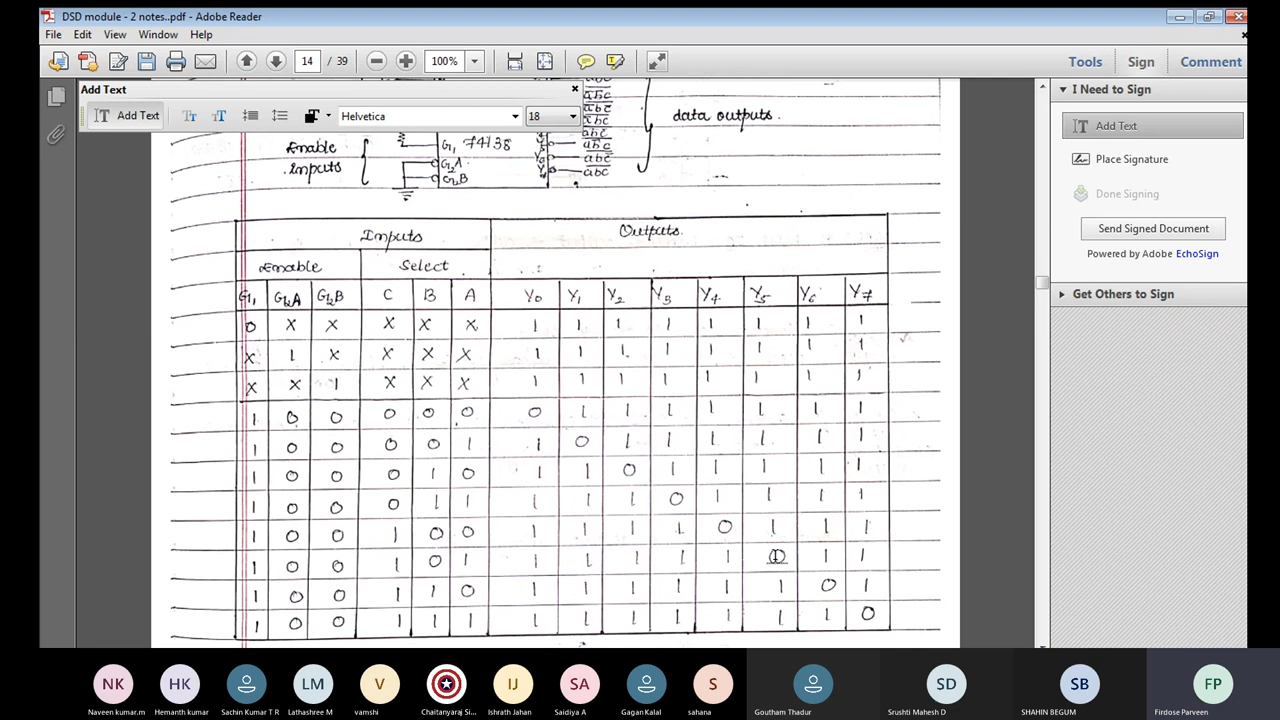 DSD module - 2 notes..pdf - Adobe Reader
File Edit View Window Help
14 / 39 100% Tools Sign Comment
Add Text
Add Text Helvetica 18
I Need to Sign
Add Text
Place Signature
Done Signing
Send Signed Document
Powered by Adobe EchoSign
Get Others to Sign
data outputs.
Enable
inputs
G1 74138
G2A
G2B
Inputs Outputs
Enable Select
G1 G2A G2B C B A Y0 Y1 Y2 Y3 Y4 Y5 Y6 Y7
0 X X X X X 1 1 1 1 1 1 1 1
X 1 X X X X 1 1 1 1 1 1 1 1
X X 1 X X X 1 1 1 1 1 1 1 1
1 0 0 0 0 0 0 1 1 1 1 1 1 1
1 0 0 0 0 1 1 0 1 1 1 1 1 1
1 0 0 0 1 0 1 1 0 1 1 1 1 1
1 0 0 0 1 1 1 1 1 0 1 1 1 1
1 0 0 1 0 0 1 1 1 1 0 1 1 1
1 0 0 1 0 1 1 1 1 1 1 0 1 1
1 0 0 1 1 0 1 1 1 1 1 1 0 1
1 0 0 1 1 1 1 1 1 1 1 1 1 0
NK HK LM V IJ SA S SD SB FP
Naveen kumar.m Hemanth kumar Sachin Kumar T R Lathashree M vamshi Chaitanyaraj Si... Ishrath Jahan Saidiya A Gagan Kalal sahana Goutham Thadur Srushti Mahesh D SHAHIN BEGUM Firdose Parveen